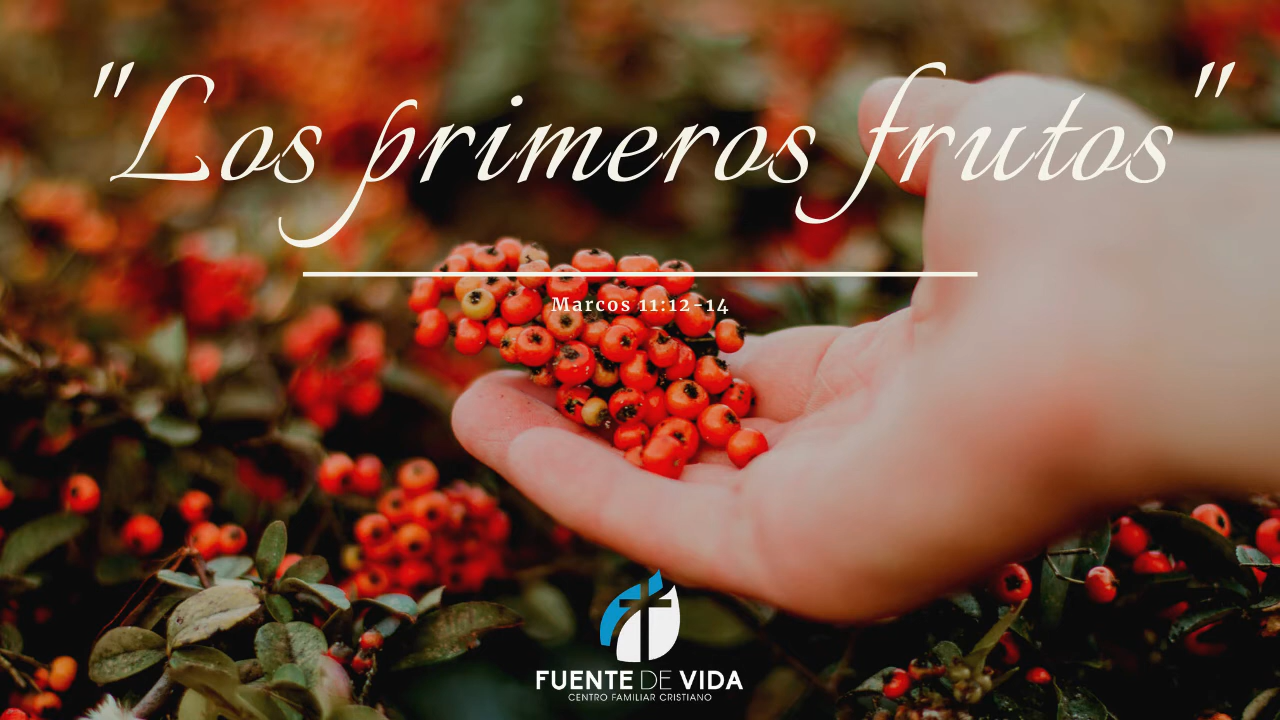 "Los primeros frutos"
Marcos 11:12-14
FUENTE DE VIDA
CENTRO FAMILIAR CRISTIANO